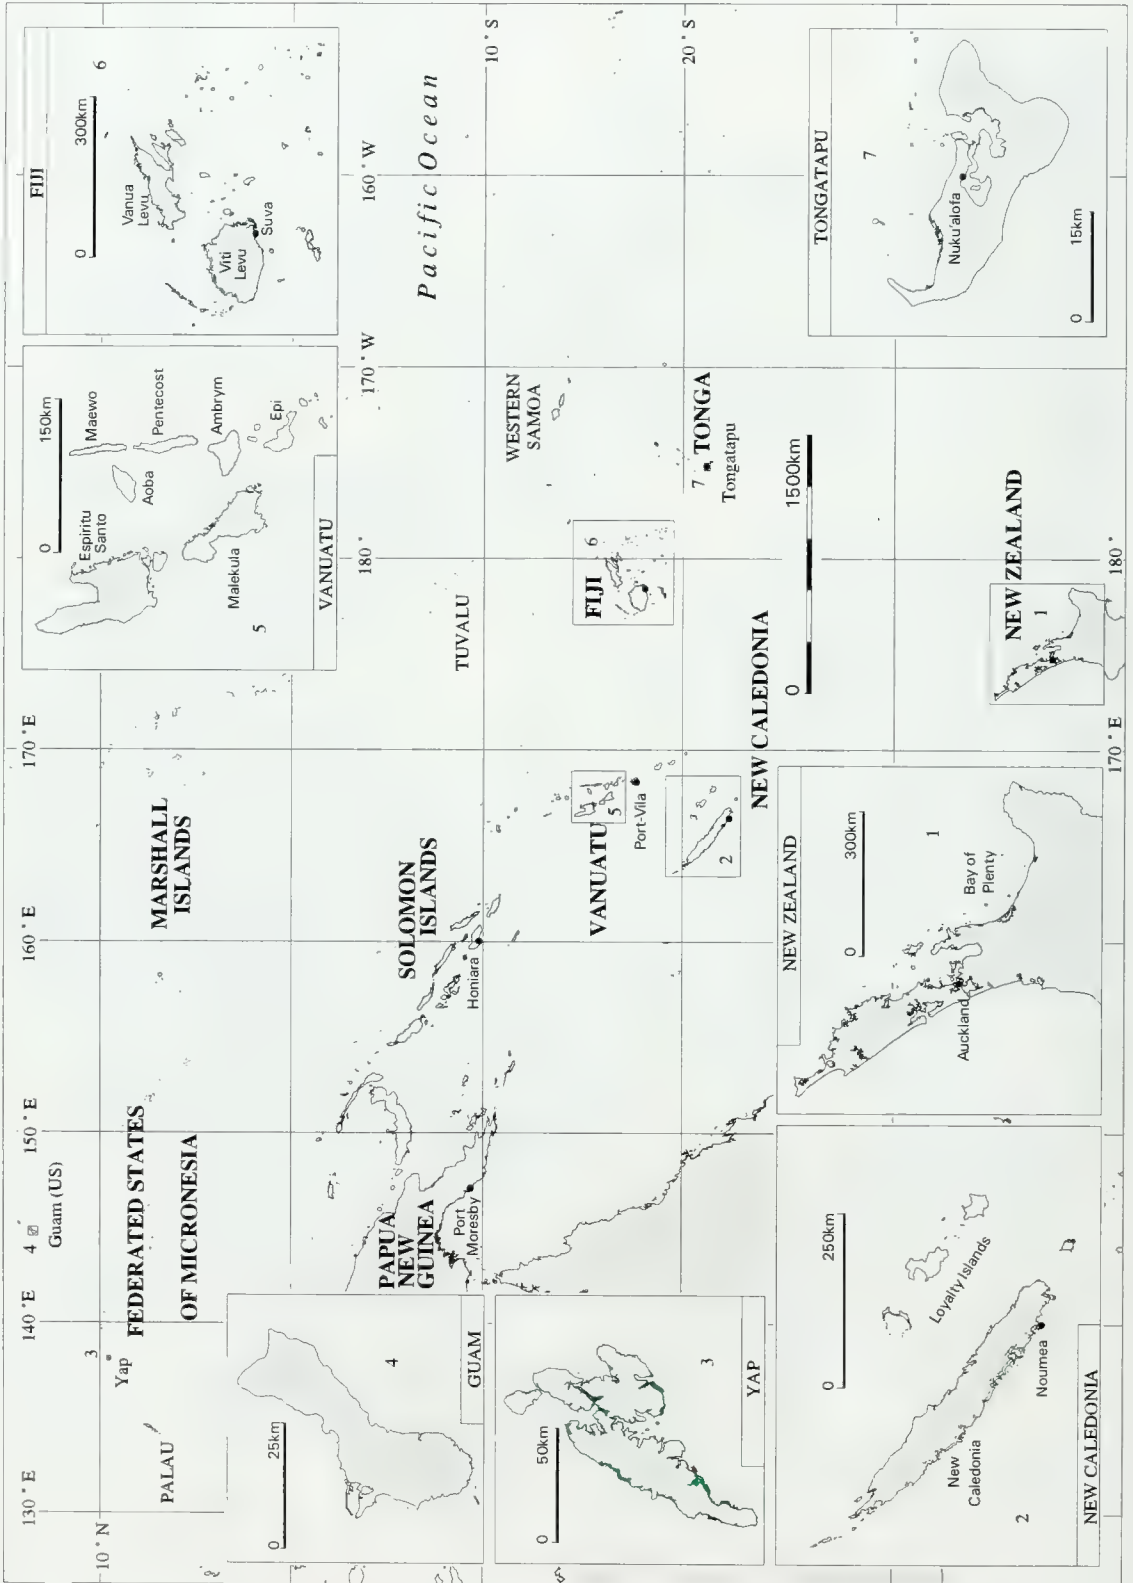 130°E
140°E
150°E
160°E
170°E
180°
170°W
160°W
10°N
10°S
20°S
170°E
180°
PALAU
3
Yap
4
Guam (US)
FEDERATED STATES
OF MICRONESIA
MARSHALL
ISLANDS
PAPUA
NEW
GUINEA
Port
Moresby
SOLOMON
ISLANDS
Honiara
TUVALU
WESTERN
SAMOA
Pacific Ocean
VANUATU
5
Port-Vila
2
NEW CALEDONIA
FIJI
6
7
TONGA
Tongatapu
0
1500km
NEW ZEALAND
1
0
25km
4
GUAM
0
50km
3
YAP
0
250km
Loyalty Islands
New
Caledonia
Noumea
2
NEW CALEDONIA
NEW ZEALAND
0
300km
1
Bay of
Plenty
Auckland
0
150km
Espiritu
Santo
Maewo
Aoba
Pentecost
Malekula
Ambrym
Epi
5
VANUATU
FIJI
0
300km
6
Vanua
Levu
Viti
Levu
Suva
TONGATAPU
7
Nuku'alofa
0
15km